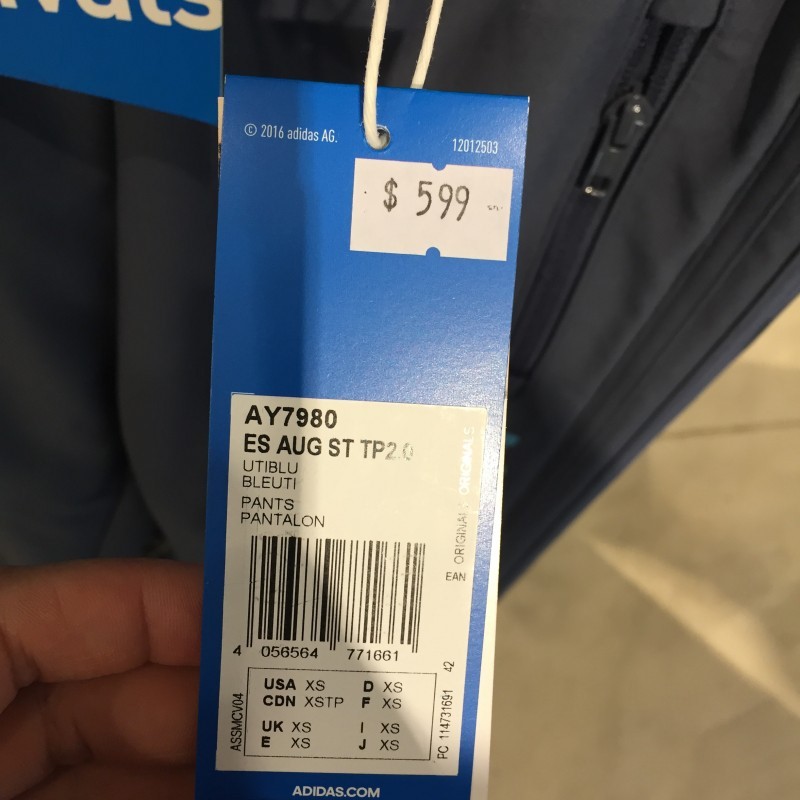 © 2016 adidas AG.
12012503
$ 599
AY7980
ES AUG ST TP2.0
UTIBLU
BLEUTI
PANTS
PANTALON
ORIGINALS
ORIGINAL
EAN
4 056564 771661
42
USA XS D XS
CDN XSTP F XS
UK XS I XS
E XS J XS
ASSMCV04
PC 114731691
ADIDAS.COM